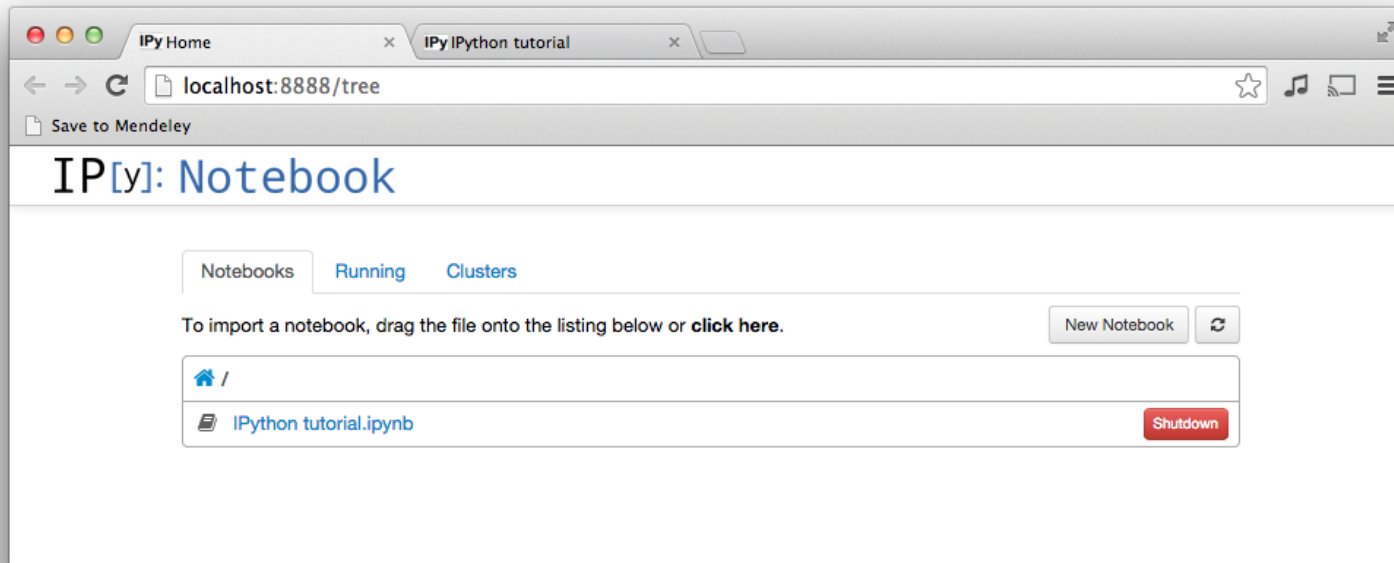 IPy Home
IPy IPython tutorial
localhost:8888/tree
Save to Mendeley
IP[y]: Notebook
Notebooks Running Clusters
To import a notebook, drag the file onto the listing below or click here. New Notebook
/
IPython tutorial.ipynb Shutdown